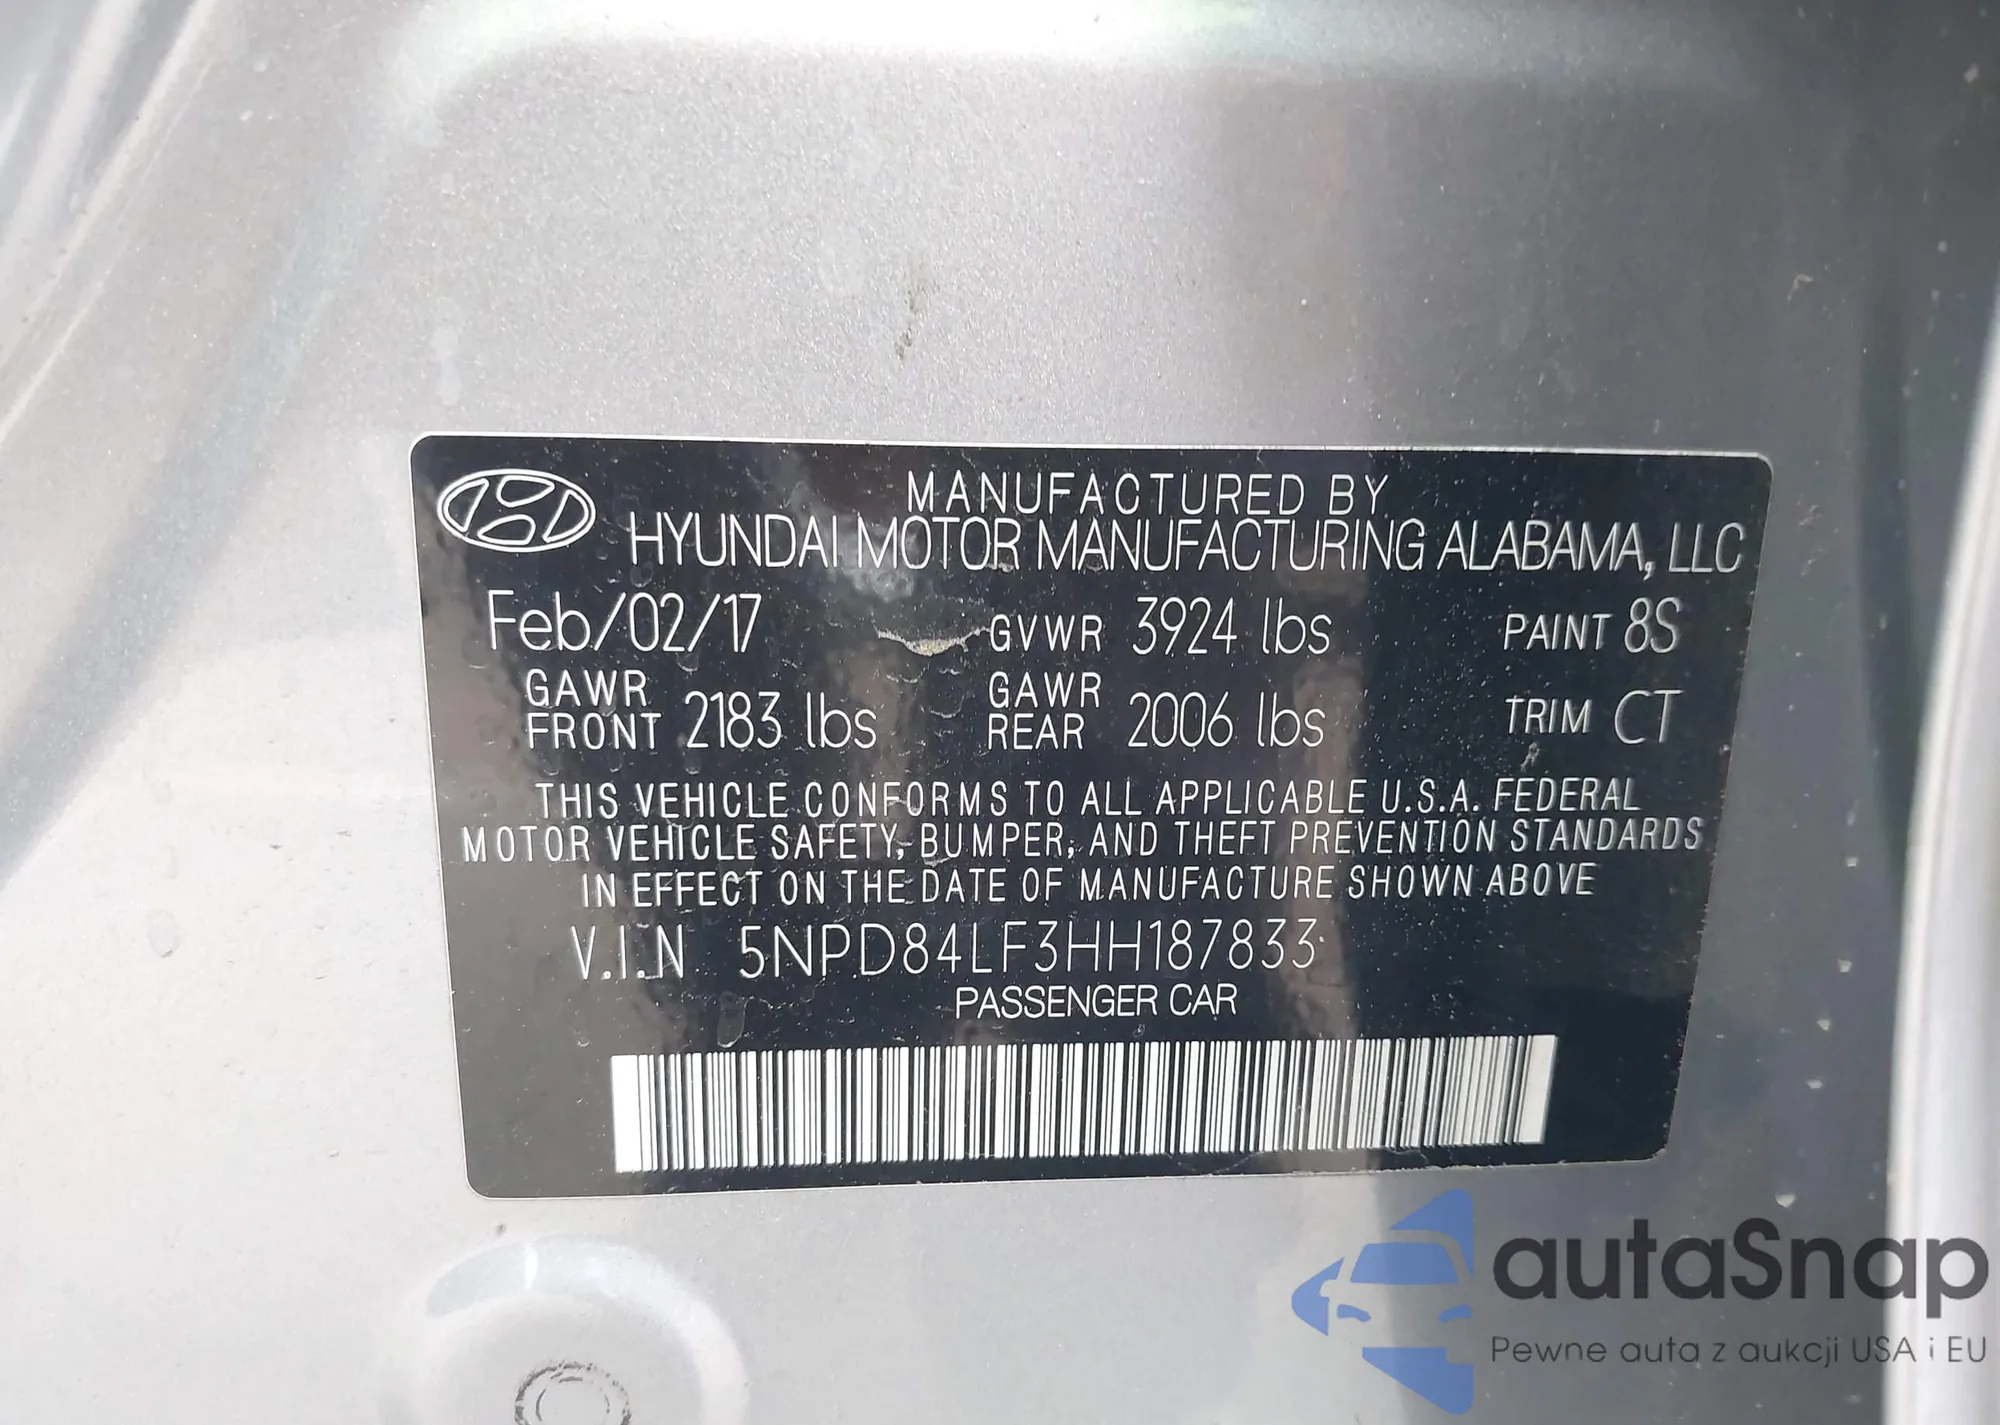 MANUFACTURED BY
HYUNDAI MOTOR MANUFACTURING ALABAMA, LLC
Feb/02/17 GVWR 3924 lbs PAINT 8S
GAWR FRONT 2183 lbs GAWR REAR 2006 lbs TRIM CT
THIS VEHICLE CONFORMS TO ALL APPLICABLE U.S.A. FEDERAL
MOTOR VEHICLE SAFETY, BUMPER, AND THEFT PREVENTION STANDARDS
IN EFFECT ON THE DATE OF MANUFACTURE SHOWN ABOVE
V.I.N 5NPD84LF3HH187833
PASSENGER CAR
autaSnap
Pewne auta z aukcji USA i EU